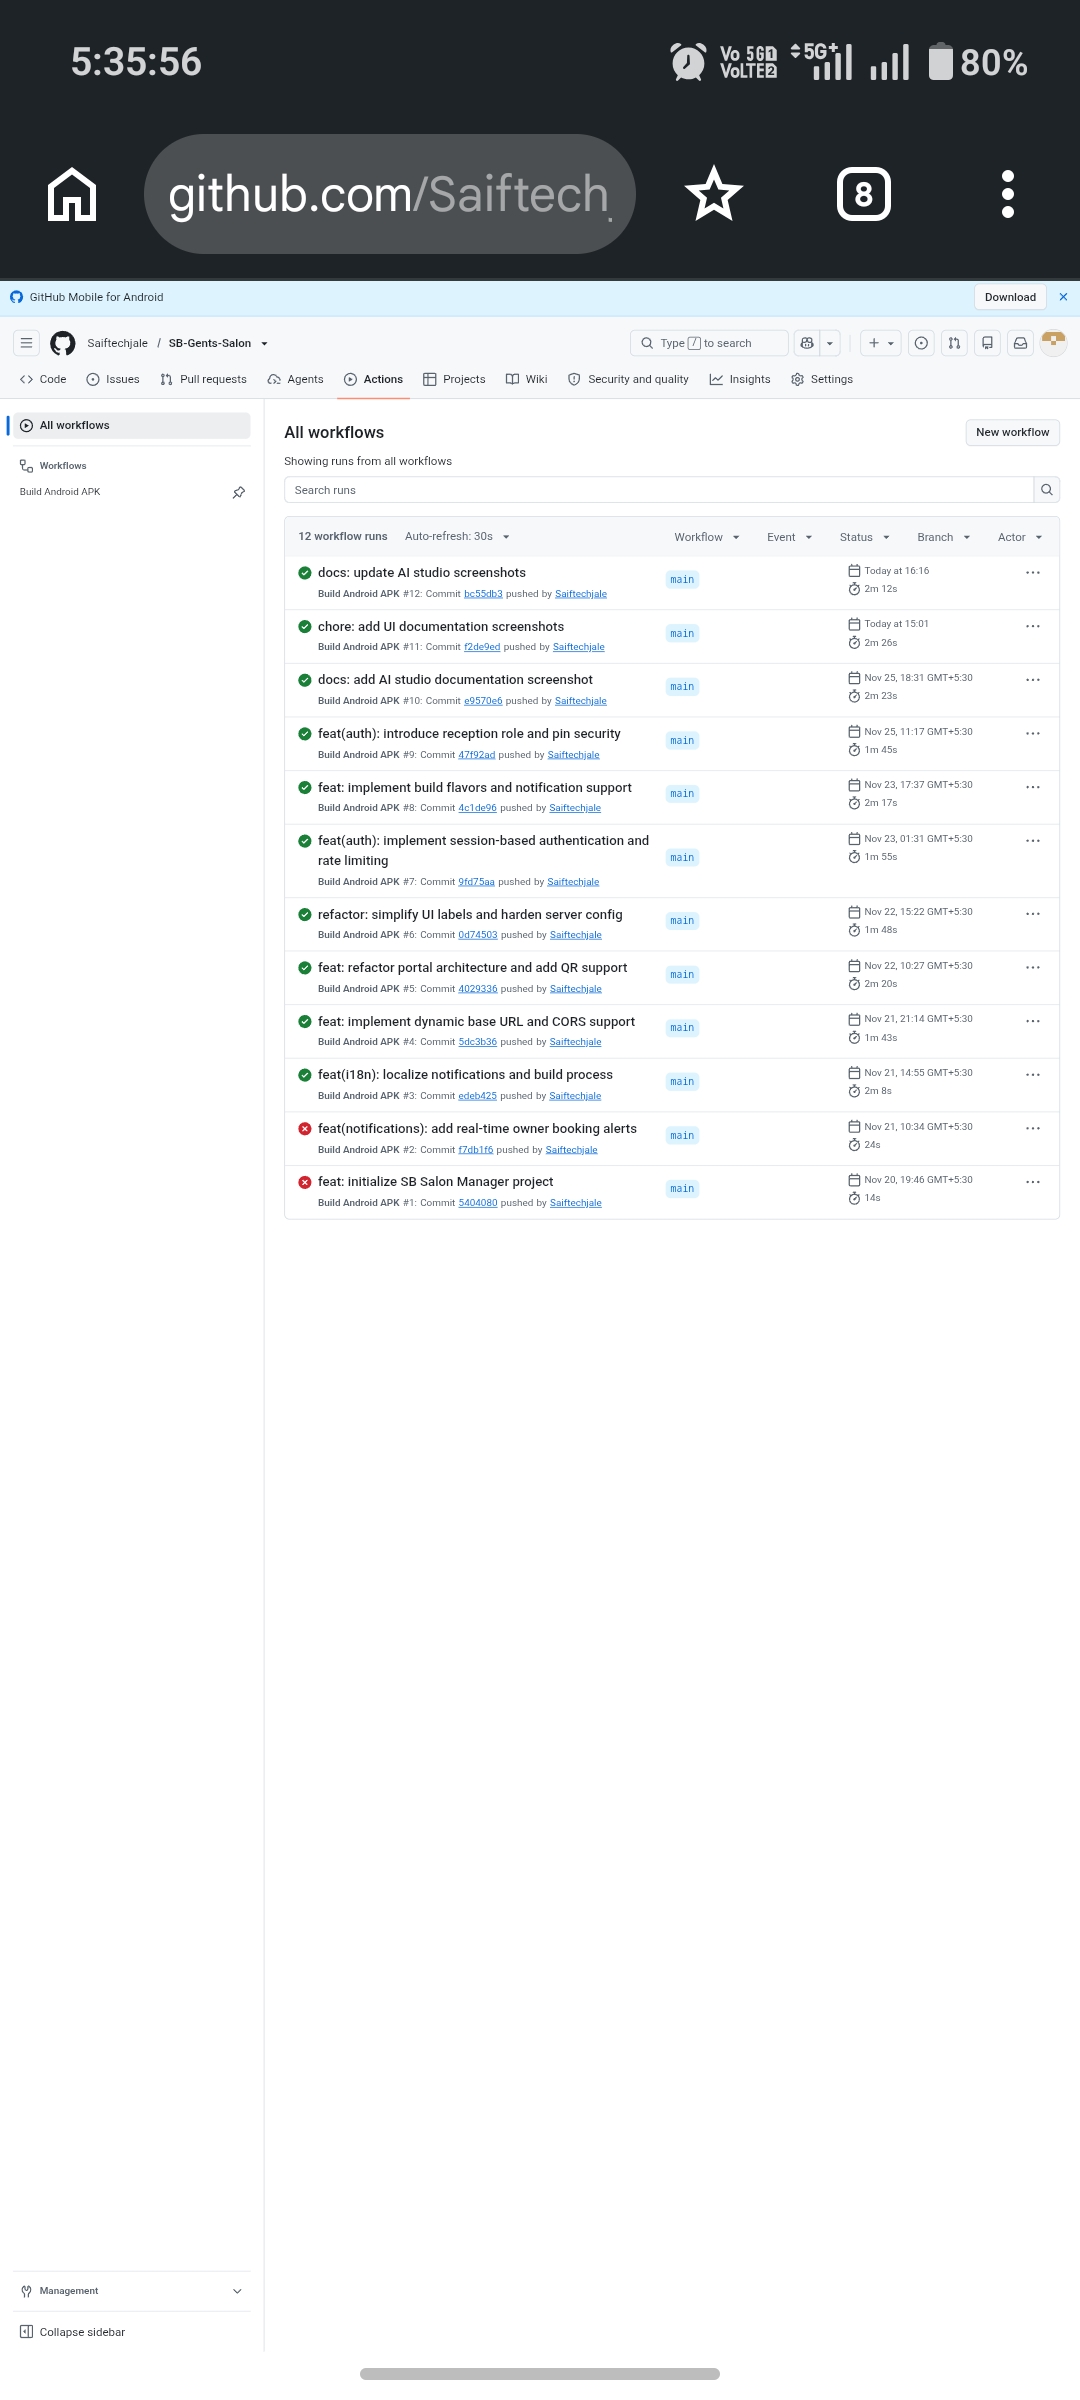 5:35:56
Vo 5G 1
VoLTE 2
5G+
80%
github.com/Saiftech
8
GitHub Mobile for Android
Download
Saiftechjale / SB-Gents-Salon
Type / to search
Code
Issues
Pull requests
Agents
Actions
Projects
Wiki
Security and quality
Insights
Settings
All workflows
Workflows
Build Android APK
All workflows
New workflow
Showing runs from all workflows
Search runs
12 workflow runs
Auto-refresh: 30s
Workflow
Event
Status
Branch
Actor
docs: update AI studio screenshots
Build Android APK #12: Commit bc55db3 pushed by Saiftechjale
main
Today at 16:16
2m 12s
chore: add UI documentation screenshots
Build Android APK #11: Commit f2de9ed pushed by Saiftechjale
main
Today at 15:01
2m 26s
docs: add AI studio documentation screenshot
Build Android APK #10: Commit e9570e6 pushed by Saiftechjale
main
Nov 25, 18:31 GMT+5:30
2m 23s
feat(auth): introduce reception role and pin security
Build Android APK #9: Commit 47f92ad pushed by Saiftechjale
main
Nov 25, 11:17 GMT+5:30
1m 45s
feat: implement build flavors and notification support
Build Android APK #8: Commit 4c1de96 pushed by Saiftechjale
main
Nov 23, 17:37 GMT+5:30
2m 17s
feat(auth): implement session-based authentication and
rate limiting
Build Android APK #7: Commit 9fd75aa pushed by Saiftechjale
main
Nov 23, 01:31 GMT+5:30
1m 55s
refactor: simplify UI labels and harden server config
Build Android APK #6: Commit 0d74503 pushed by Saiftechjale
main
Nov 22, 15:22 GMT+5:30
1m 48s
feat: refactor portal architecture and add QR support
Build Android APK #5: Commit 4029336 pushed by Saiftechjale
main
Nov 22, 10:27 GMT+5:30
2m 20s
feat: implement dynamic base URL and CORS support
Build Android APK #4: Commit 5dc3b36 pushed by Saiftechjale
main
Nov 21, 21:14 GMT+5:30
1m 43s
feat(i18n): localize notifications and build process
Build Android APK #3: Commit edeb425 pushed by Saiftechjale
main
Nov 21, 14:55 GMT+5:30
2m 8s
feat(notifications): add real-time owner booking alerts
Build Android APK #2: Commit f7db1f6 pushed by Saiftechjale
main
Nov 21, 10:34 GMT+5:30
24s
feat: initialize SB Salon Manager project
Build Android APK #1: Commit 5404080 pushed by Saiftechjale
main
Nov 20, 19:46 GMT+5:30
14s
Management
Collapse sidebar